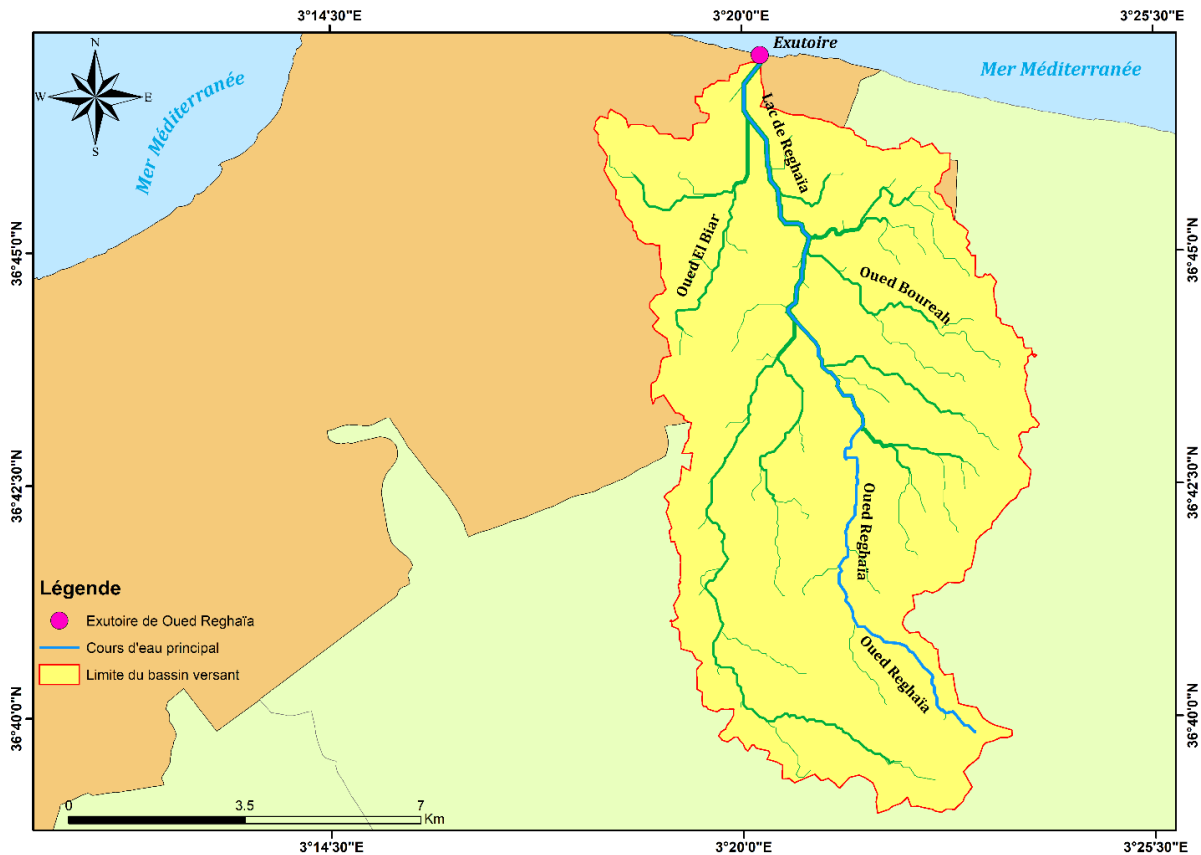 3°14'30"E
3°20'0"E
3°25'30"E
N
W
E
S
Mer Méditerranée
Exutoire
Mer Méditerranée
Lac de Reghaïa
36°45'0"N
36°45'0"N
Oued El Biar
Oued Boureah
36°42'30"N
36°42'30"N
Oued Reghaïa
Légende
Exutoire de Oued Reghaïa
Cours d'eau principal
Limite du bassin versant
Oued Reghaïa
36°40'0"N
36°40'0"N
0
3.5
7
Km
3°14'30"E
3°20'0"E
3°25'30"E